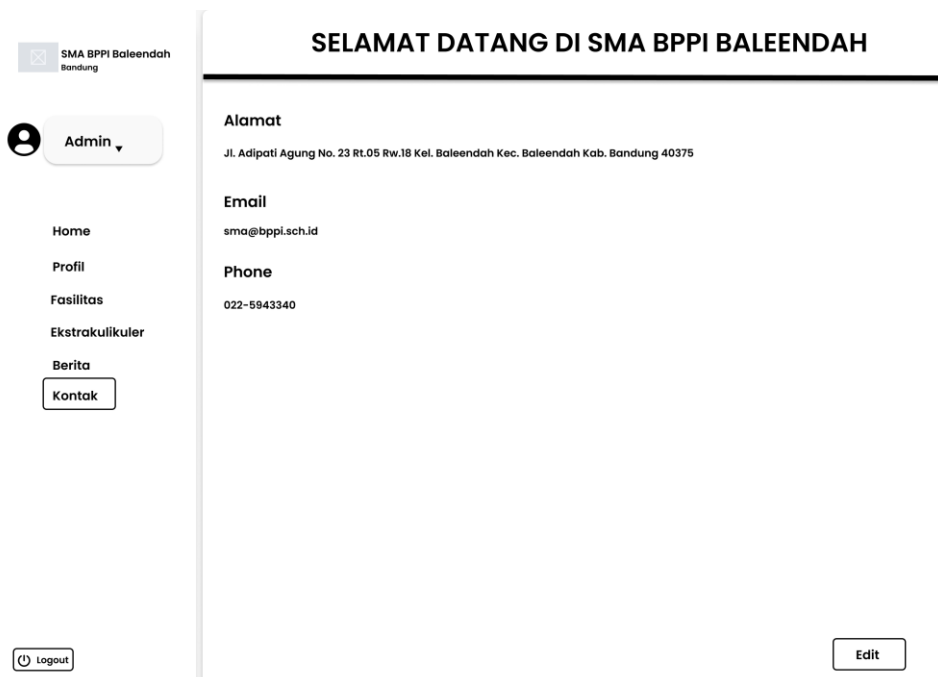 SMA BPPI Baleendah
Bandung
Admin
Home
Profil
Fasilitas
Ekstrakulikuler
Berita
Kontak
Logout
SELAMAT DATANG DI SMA BPPI BALEENDAH
Alamat
Jl. Adipati Agung No. 23 Rt.05 Rw.18 Kel. Baleendah Kec. Baleendah Kab. Bandung 40375
Email
sma@bppi.sch.id
Phone
022-5943340
Edit